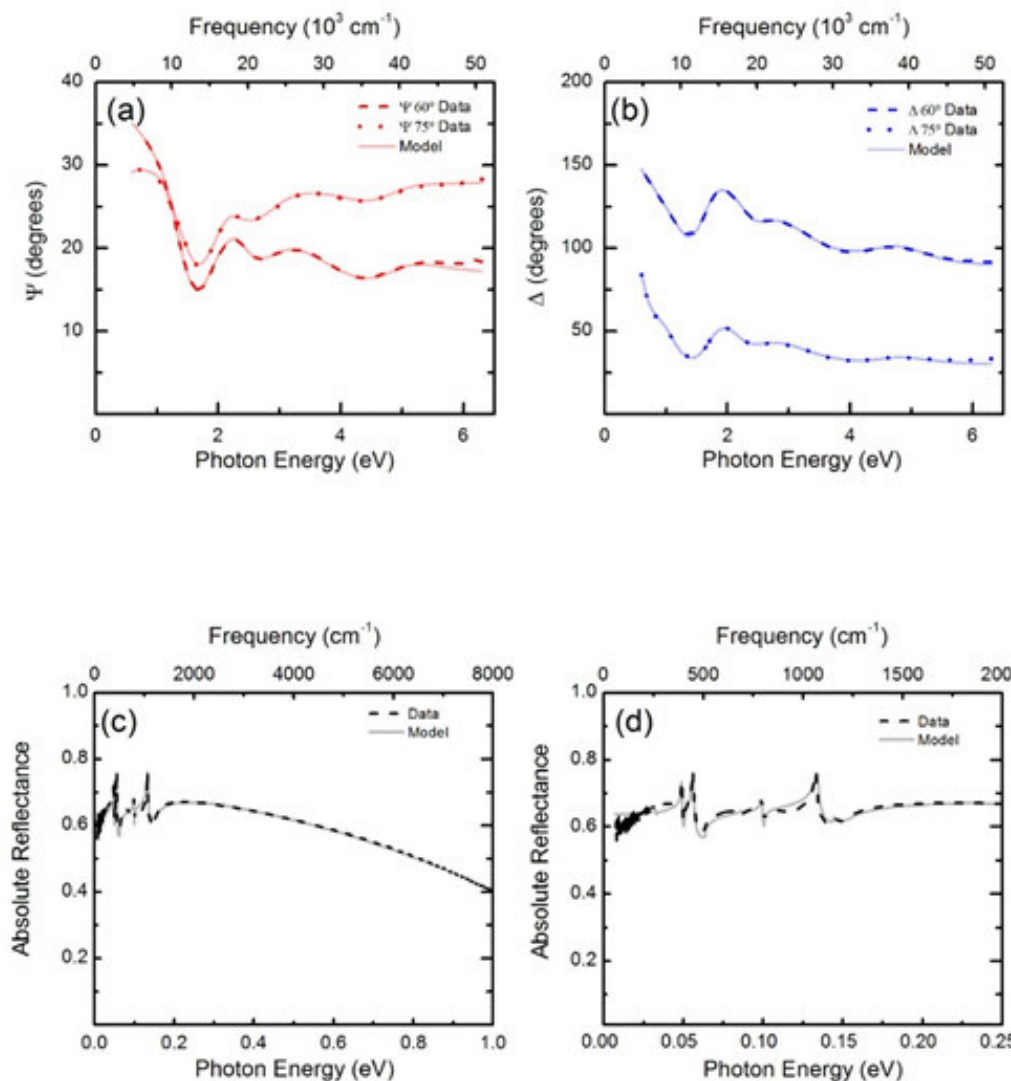 Frequency (10³ cm⁻¹)
0 10 20 30 40 50
40
30
20
10
Ψ (degrees)
(a)
Ψ 60° Data
Ψ 75° Data
Model
0 2 4 6
Photon Energy (eV)
Frequency (10³ cm⁻¹)
0 10 20 30 40 50
200
150
100
50
Δ (degrees)
(b)
Δ 60° Data
Δ 75° Data
Model
0 2 4 6
Photon Energy (eV)
Frequency (cm⁻¹)
0 2000 4000 6000 8000
1.0
0.8
0.6
0.4
0.2
Absolute Reflectance
(c)
Data
Model
0.0 0.2 0.4 0.6 0.8 1.0
Photon Energy (eV)
Frequency (cm⁻¹)
0 500 1000 1500 200
1.0
0.8
0.6
0.4
0.2
Absolute Reflectance
(d)
Data
Model
0.00 0.05 0.10 0.15 0.20 0.25
Photon Energy (eV)